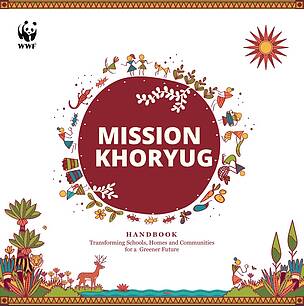 WWF
MISSION
KHORYUG
HANDBOOK
Transforming Schools, Homes and Communities
for a Greener Future